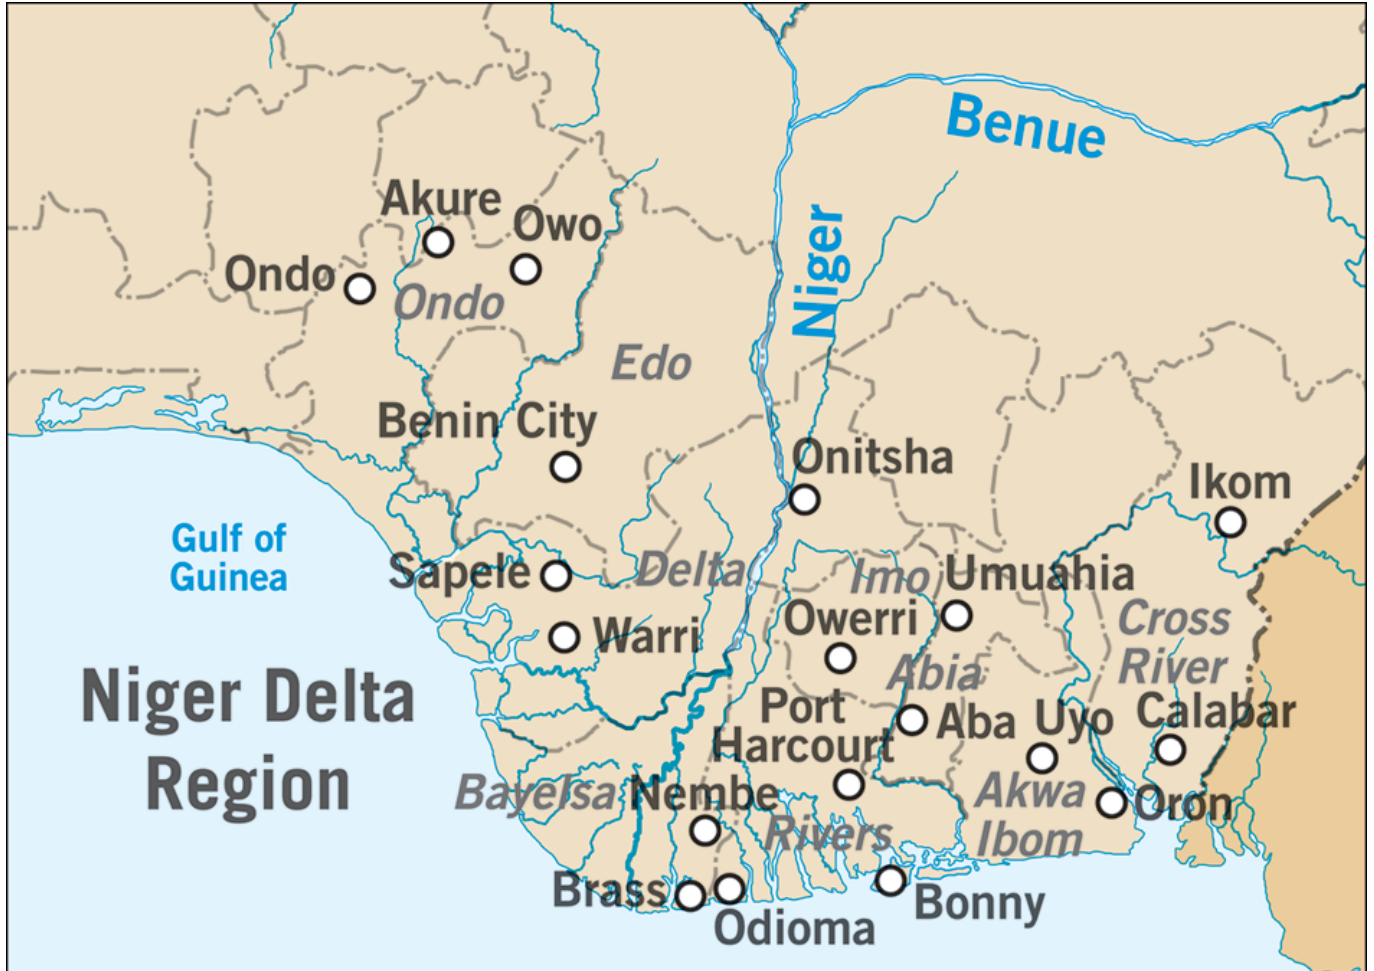 Benue
Akure
Owo
Niger
Ondo
Ondo
Edo
Benin City
Onitsha
Ikom
Gulf of
Guinea
Sapele
Delta
Imo
Umuahia
Warri
Owerri
Cross
River
Abia
Niger Delta
Region
Port
Harcourt
Aba
Uyo
Calabar
Bayelsa
Nembe
Akwa
Ibom
Oron
Rivers
Brass
Odioma
Bonny